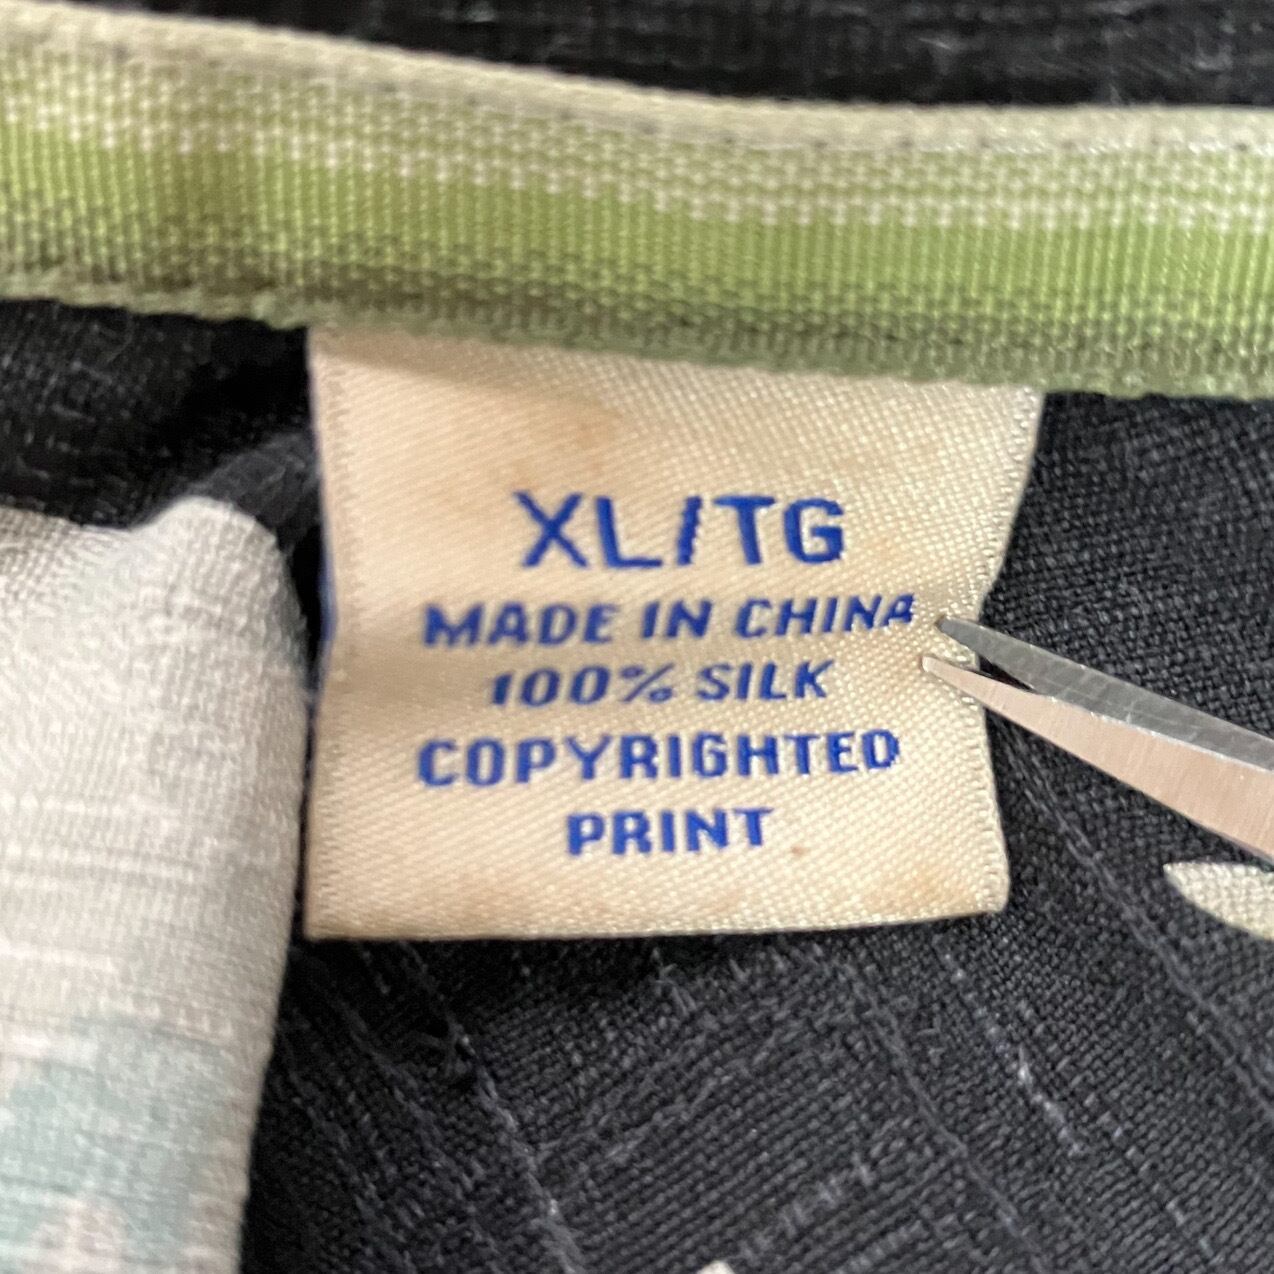 XL/TG
MADE IN CHINA
100% SILK
COPYRIGHTED
PRINT